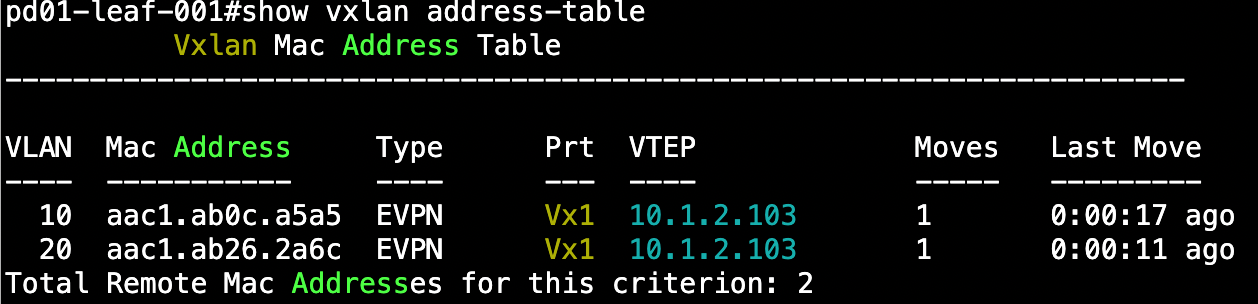 pd01-leaf-001#show vxlan address-table
          Vxlan Mac Address Table
----------------------------------------------------------------------

VLAN  Mac Address     Type      Prt  VTEP             Moves   Last Move
----  -----------     ----      ---  ----             -----   ---------
  10  aac1.ab0c.a5a5  EVPN      Vx1  10.1.2.103       1       0:00:17 ago
  20  aac1.ab26.2a6c  EVPN      Vx1  10.1.2.103       1       0:00:11 ago
Total Remote Mac Addresses for this criterion: 2